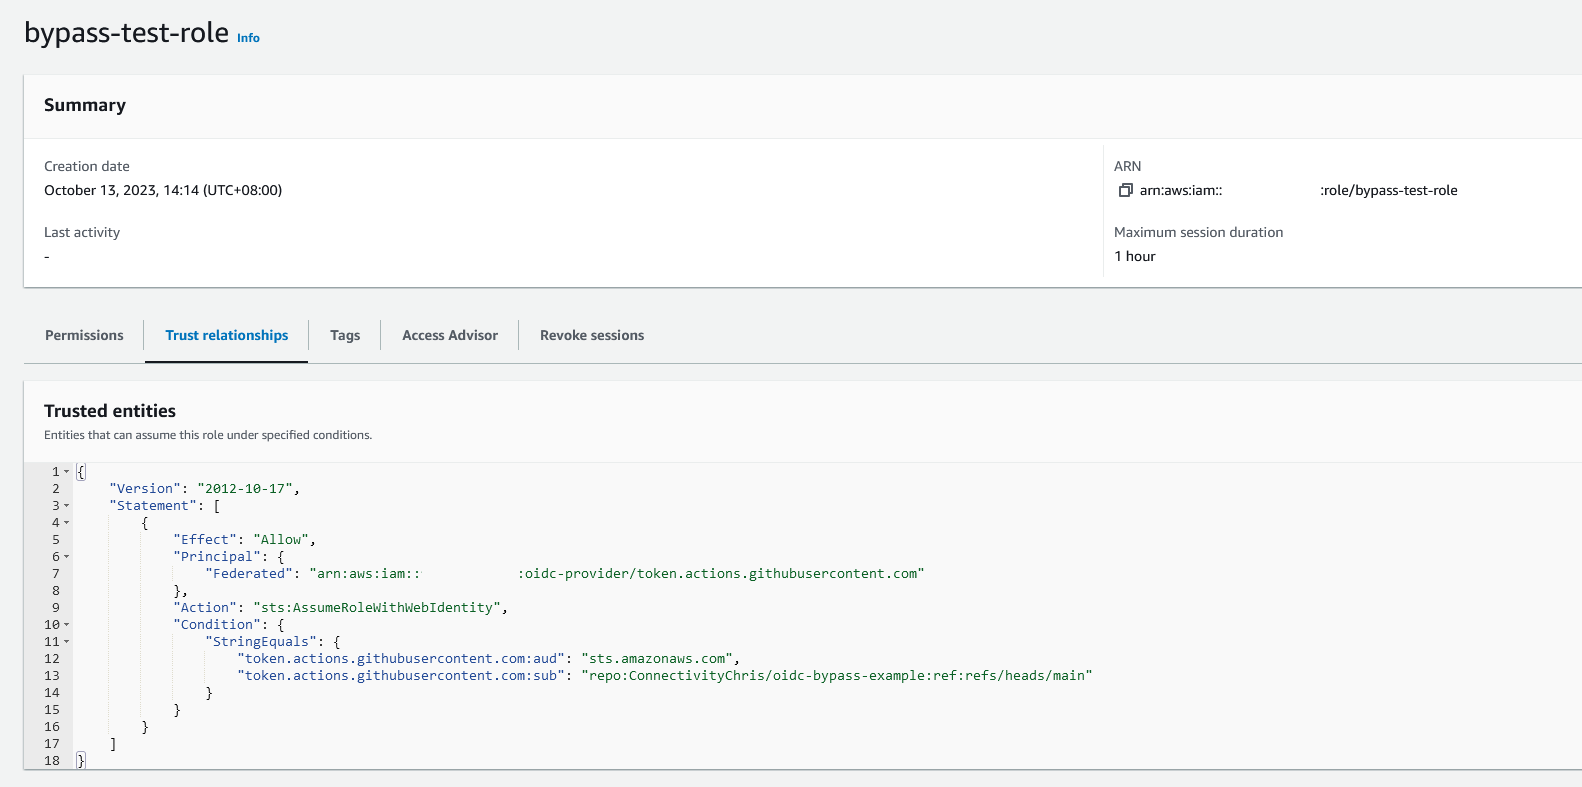 bypass-test-role Info
Summary
Creation date
October 13, 2023, 14:14 (UTC+08:00)
ARN
arn:aws:iam:: :role/bypass-test-role
Last activity
-
Maximum session duration
1 hour
Permissions Trust relationships Tags Access Advisor Revoke sessions
Trusted entities
Entities that can assume this role under specified conditions.
1 {
2     "Version": "2012-10-17",
3     "Statement": [
4         {
5             "Effect": "Allow",
6             "Principal": {
7                 "Federated": "arn:aws:iam:: :oidc-provider/token.actions.githubusercontent.com"
8             },
9             "Action": "sts:AssumeRoleWithWebIdentity",
10             "Condition": {
11                 "StringEquals": {
12                     "token.actions.githubusercontent.com:aud": "sts.amazonaws.com",
13                     "token.actions.githubusercontent.com:sub": "repo:ConnectivityChris/oidc-bypass-example:ref:refs/heads/main"
14                 }
15             }
16         }
17     ]
18 }